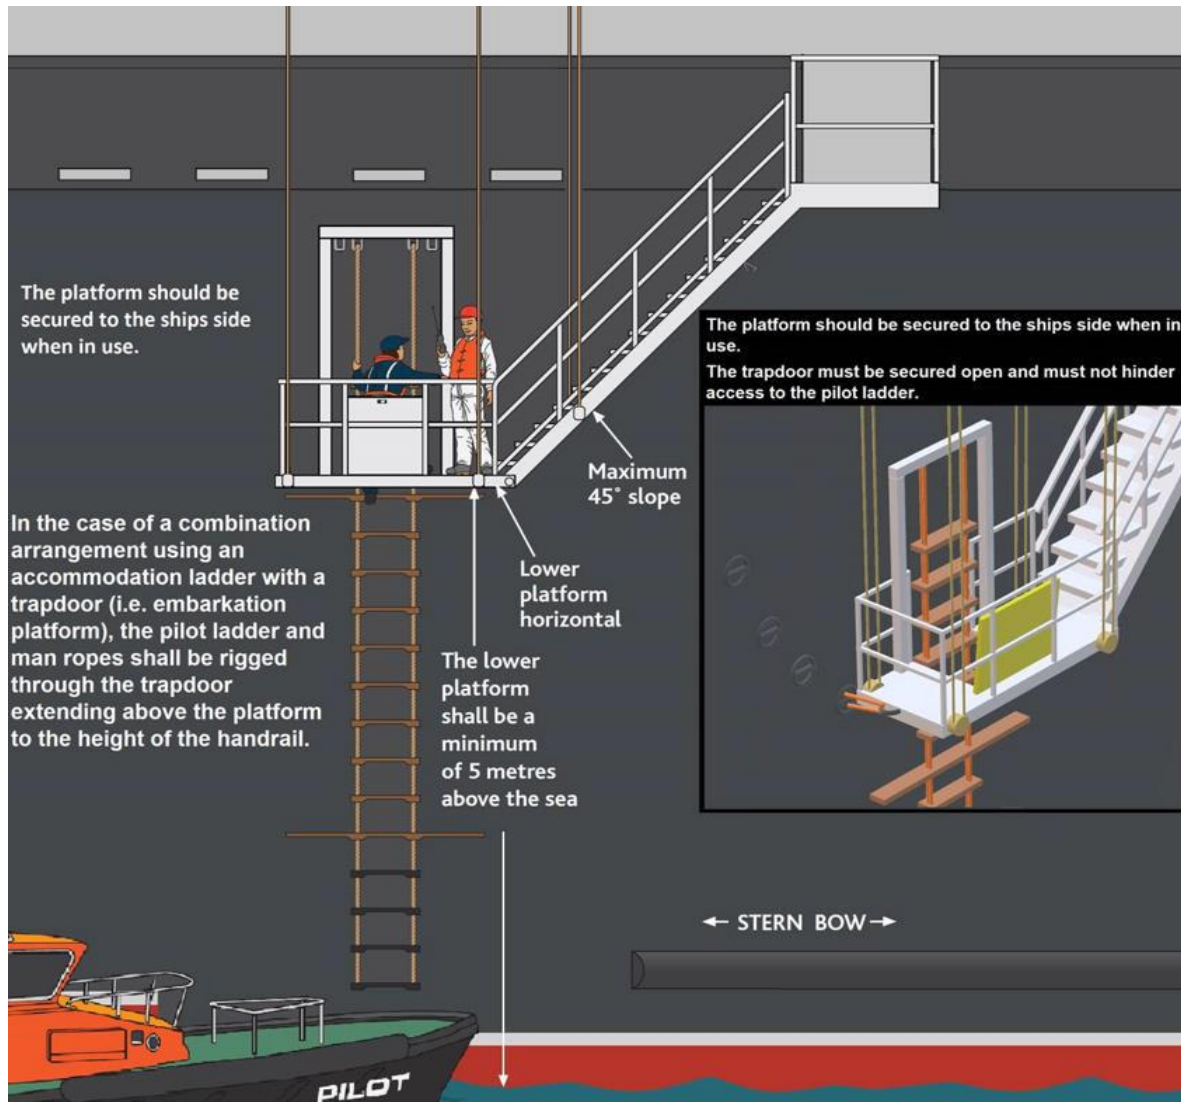 The platform should be
secured to the ships side
when in use.
In the case of a combination
arrangement using an
accommodation ladder with a
trapdoor (i.e. embarkation
platform), the pilot ladder and
man ropes shall be rigged
through the trapdoor
extending above the platform
to the height of the handrail.
Maximum
45° slope
Lower
platform
horizontal
The lower
platform
shall be a
minimum
of 5 metres
above the sea
The platform should be secured to the ships side when in
use.
The trapdoor must be secured open and must not hinder
access to the pilot ladder.
← STERN BOW →
PILOT